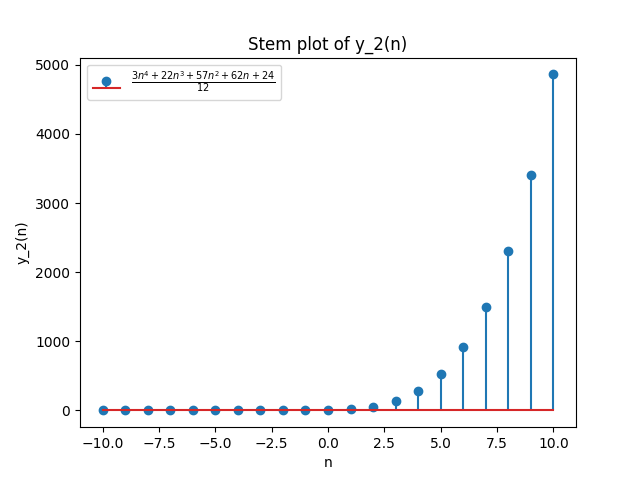 Stem plot of y_2(n)
3n⁴ + 22n³ + 57n² + 62n + 24
12
5000
4000
3000
2000
1000
0
y_2(n)
−10.0 −7.5 −5.0 −2.5 0.0 2.5 5.0 7.5 10.0
n